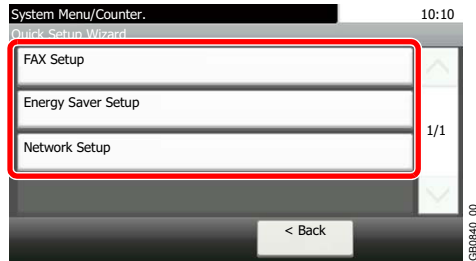 System Menu/Counter. 10:10
Quick Setup Wizard
FAX Setup
Energy Saver Setup
1/1
Network Setup
< Back
GB0840_00